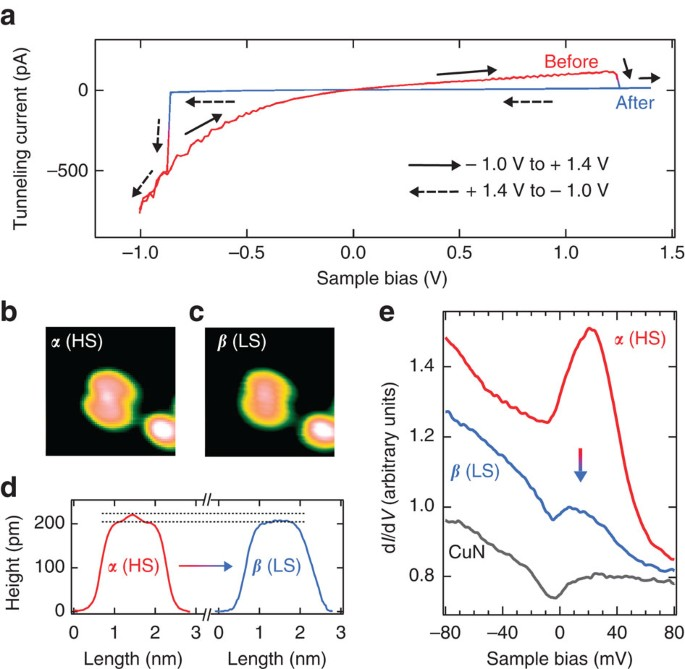 a
Tunneling current (pA)
0
−500
Before
After
− 1.0 V to + 1.4 V
+ 1.4 V to − 1.0 V
−1.0 −0.5 0.0 0.5 1.0 1.5
Sample bias (V)
b
α (HS)
c
β (LS)
d
Height (pm)
200
100
0
α (HS)
β (LS)
0 1 2 3 0 1 2 3
Length (nm) Length (nm)
e
dI/dV (arbitrary units)
1.4
1.2
1.0
0.8
α (HS)
β (LS)
CuN
−80 −40 0 40 80
Sample bias (mV)